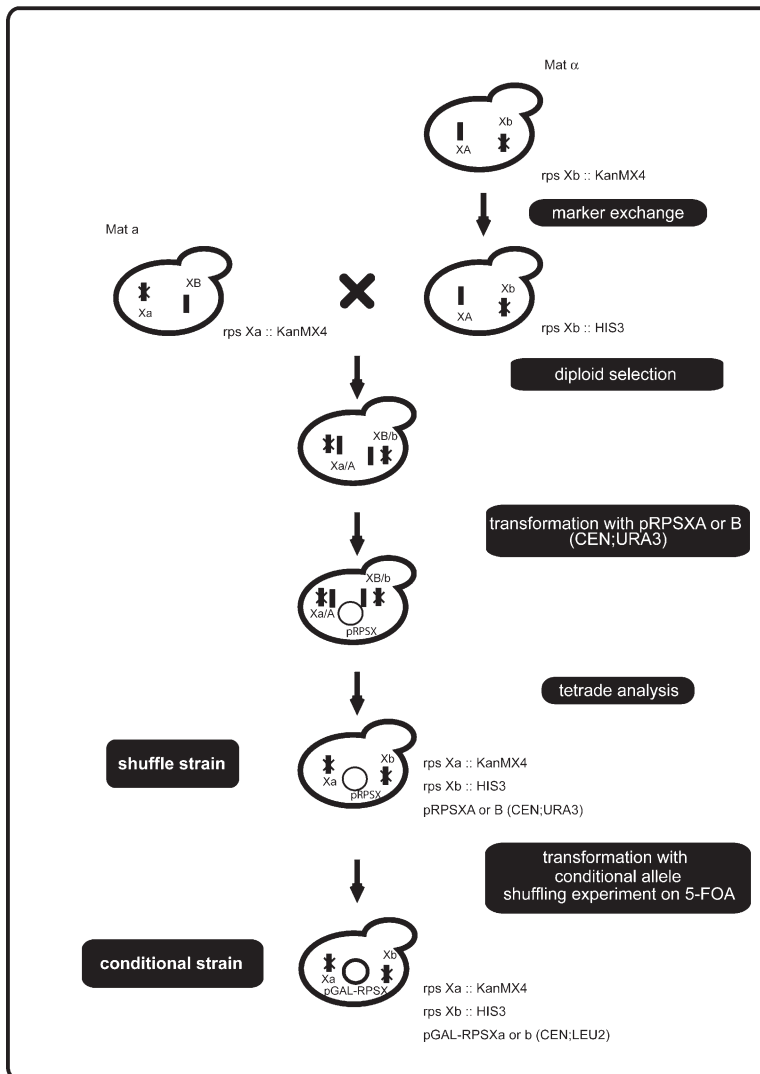 Mat α
Xb
XA
rps Xb :: KanMX4
marker exchange
Mat a
XB
Xa
rps Xa :: KanMX4
Xb
XA
rps Xb :: HIS3
diploid selection
XB/b
Xa/A
transformation with pRPSXA or B
(CEN;URA3)
XB/b
Xa/A
pRPSX
tetrade analysis
shuffle strain
Xb
Xa
pRPSX
rps Xa :: KanMX4
rps Xb :: HIS3
pRPSXA or B (CEN;URA3)
transformation with
conditional allele
shuffling experiment on 5-FOA
conditional strain
Xb
Xa
pGAL-RPSX
rps Xa :: KanMX4
rps Xb :: HIS3
pGAL-RPSXa or b (CEN;LEU2)